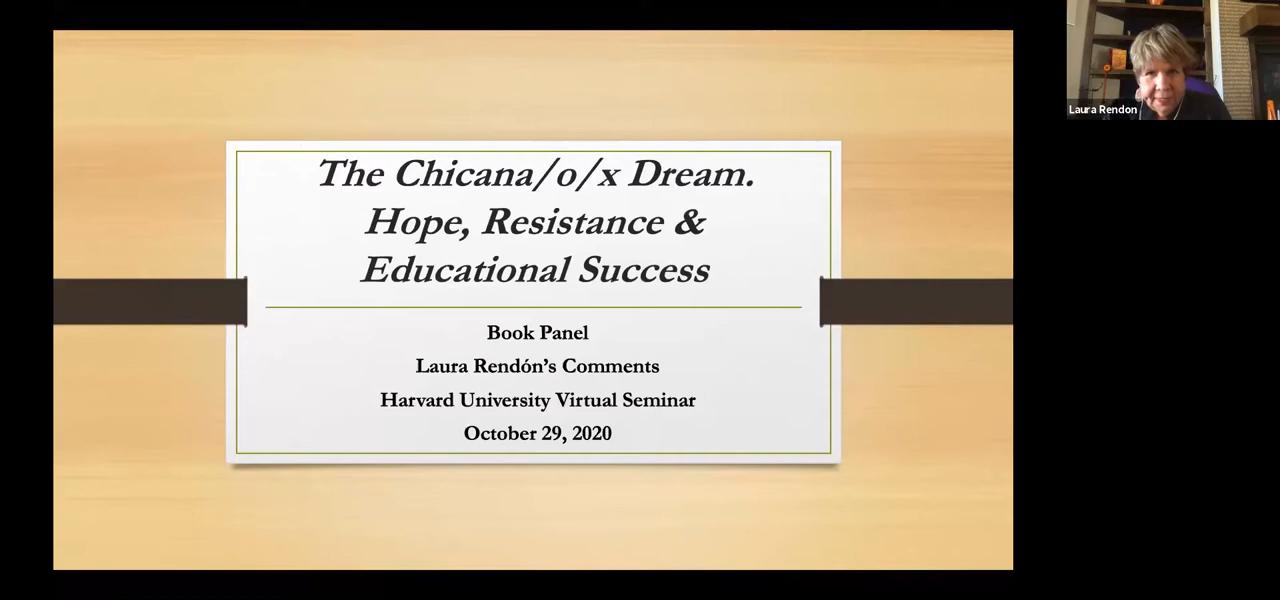 The Chicana/o/x Dream.
Hope, Resistance &
Educational Success
Book Panel
Laura Rendón’s Comments
Harvard University Virtual Seminar
October 29, 2020
Laura Rendon